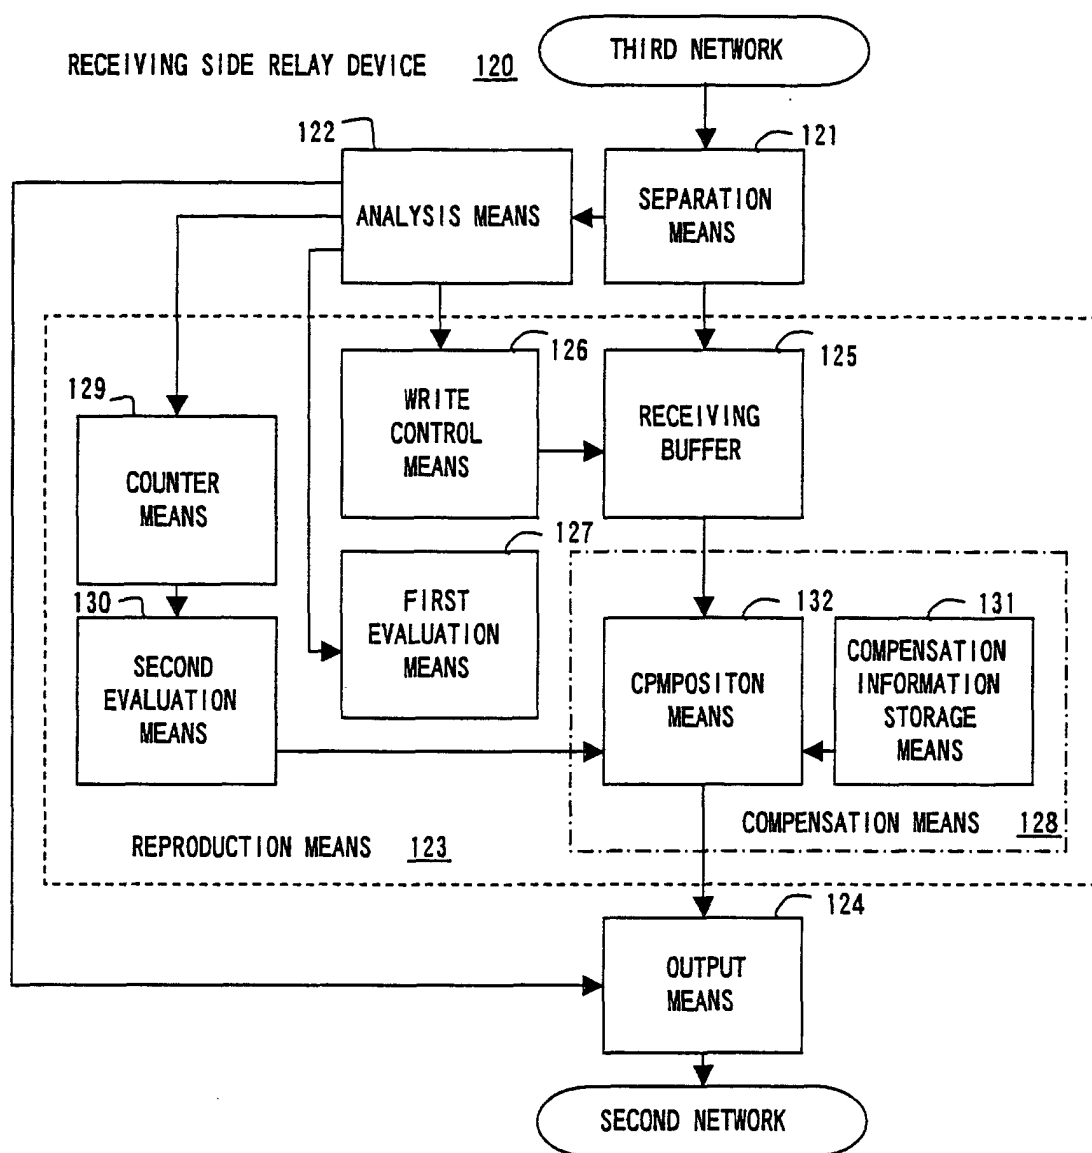 THIRD NETWORK
RECEIVING SIDE RELAY DEVICE 120
122
121
ANALYSIS MEANS
SEPARATION
MEANS
126
125
WRITE
CONTROL
MEANS
RECEIVING
BUFFER
129
COUNTER
MEANS
127
FIRST
EVALUATION
MEANS
130
SECOND
EVALUATION
MEANS
132
CPMPOSITON
MEANS
131
COMPENSATION
INFORMATION
STORAGE
MEANS
COMPENSATION MEANS 128
REPRODUCTION MEANS 123
124
OUTPUT
MEANS
SECOND NETWORK